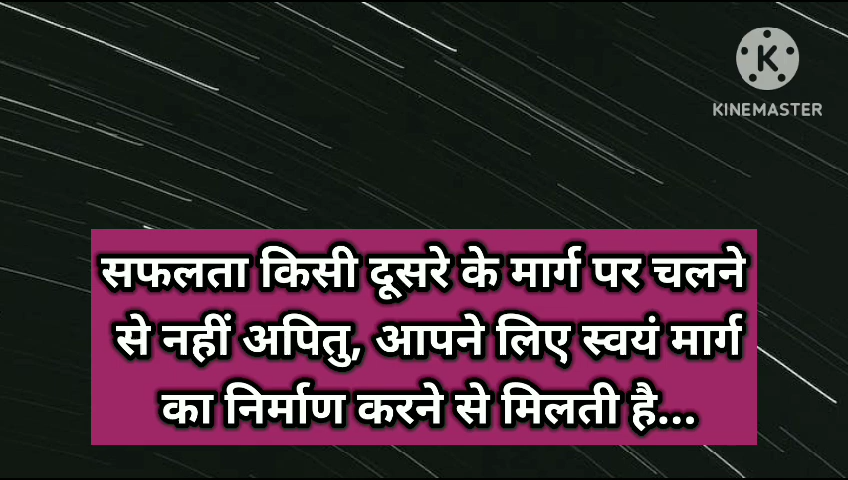 KINEMASTER
सफलता किसी दूसरे के मार्ग पर चलने
से नहीं अपितु, आपने लिए स्वयं मार्ग
का निर्माण करने से मिलती है...